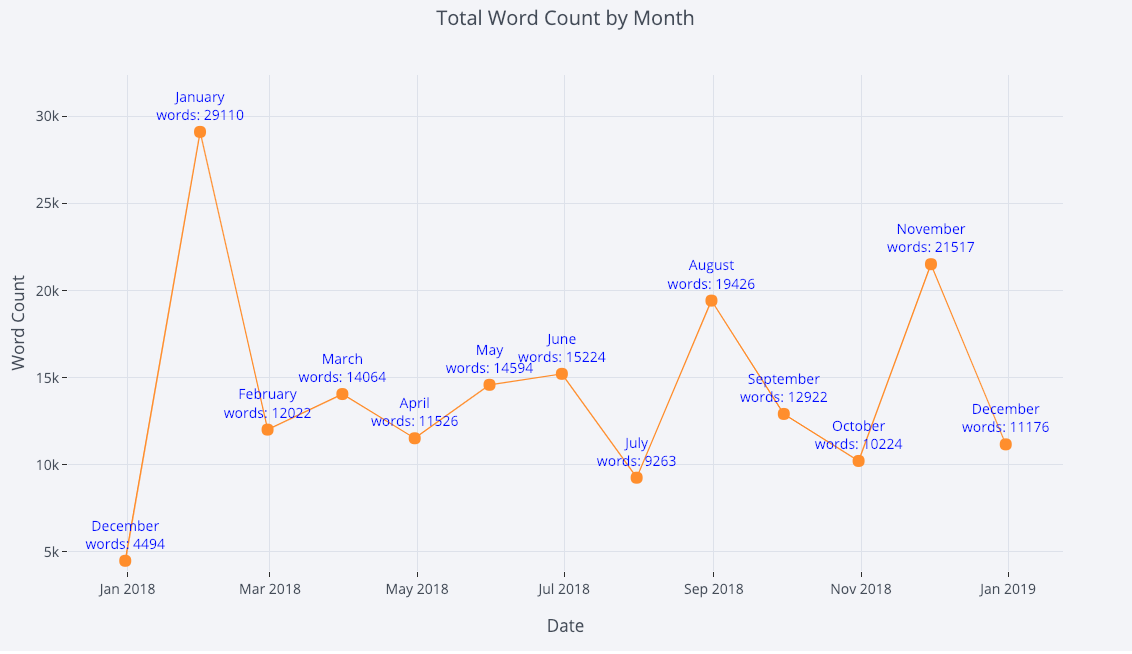 Total Word Count by Month
January
words: 29110
30k
25k
November
words: 21517
August
words: 19426
20k
Word Count
June
words: 15224
May
words: 14594
March
words: 14064
15k
September
words: 12922
February
words: 12022
April
words: 11526
December
words: 11176
October
words: 10224
July
words: 9263
10k
December
words: 4494
5k
Jan 2018
Mar 2018
May 2018
Jul 2018
Sep 2018
Nov 2018
Jan 2019
Date